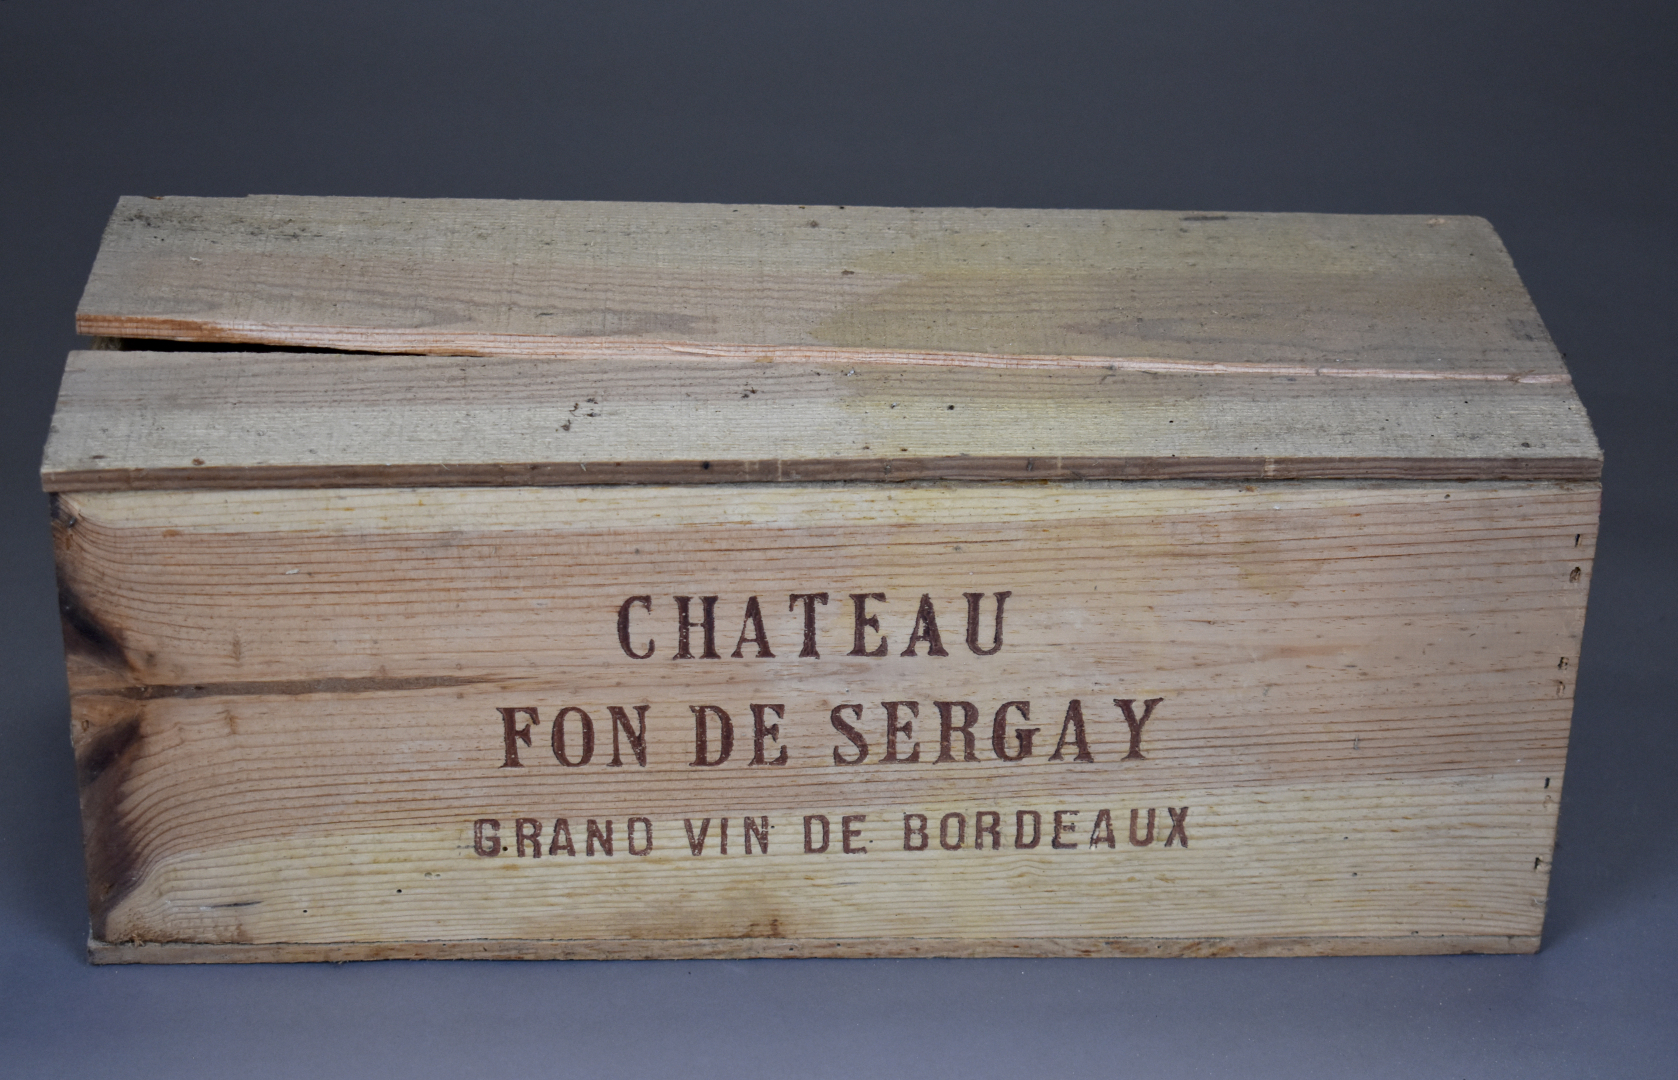 CHATEAU
FON DE SERGAY
GRAND VIN DE BORDEAUX